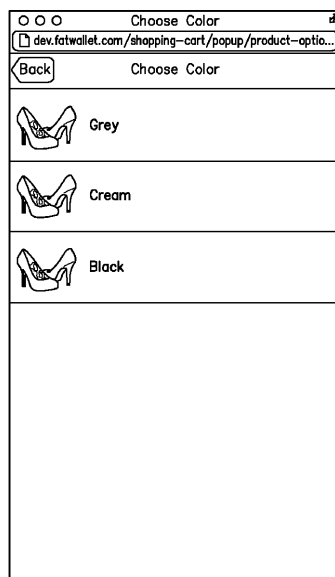 Choose Color
dev.fatwallet.com/shopping-cart/popup/product-optio...
Back
Choose Color
Grey
Cream
Black